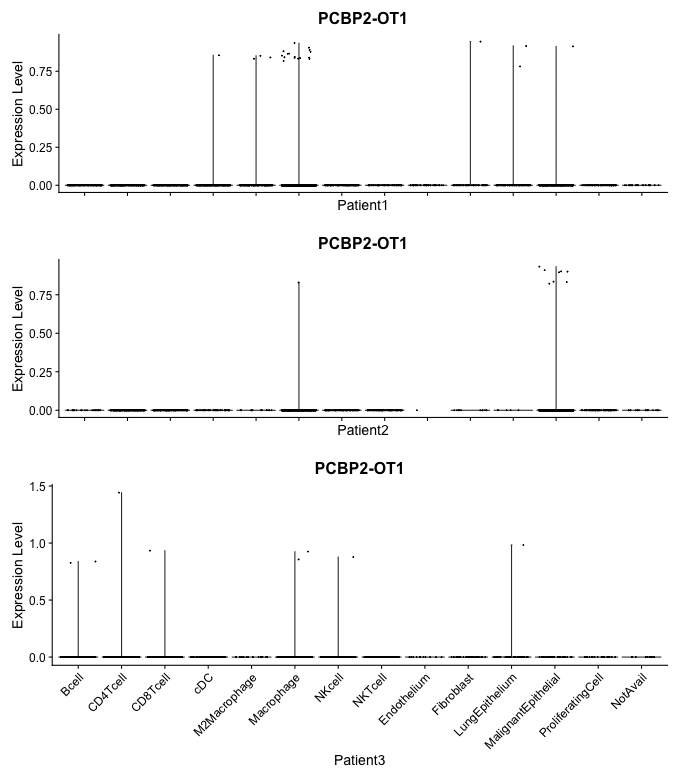 PCBP2-OT1
Expression Level
0.75
0.50
0.25
0.00
Patient1
PCBP2-OT1
Expression Level
0.75
0.50
0.25
0.00
Patient2
PCBP2-OT1
Expression Level
1.5
1.0
0.5
0.0
Bcell
CD4Tcell
CD8Tcell
cDC
M2Macrophage
Macrophage
NKcell
NKTcell
Endothelium
Fibroblast
LungEpithelium
MalignantEpithelial
ProliferatingCell
NotAvail
Patient3